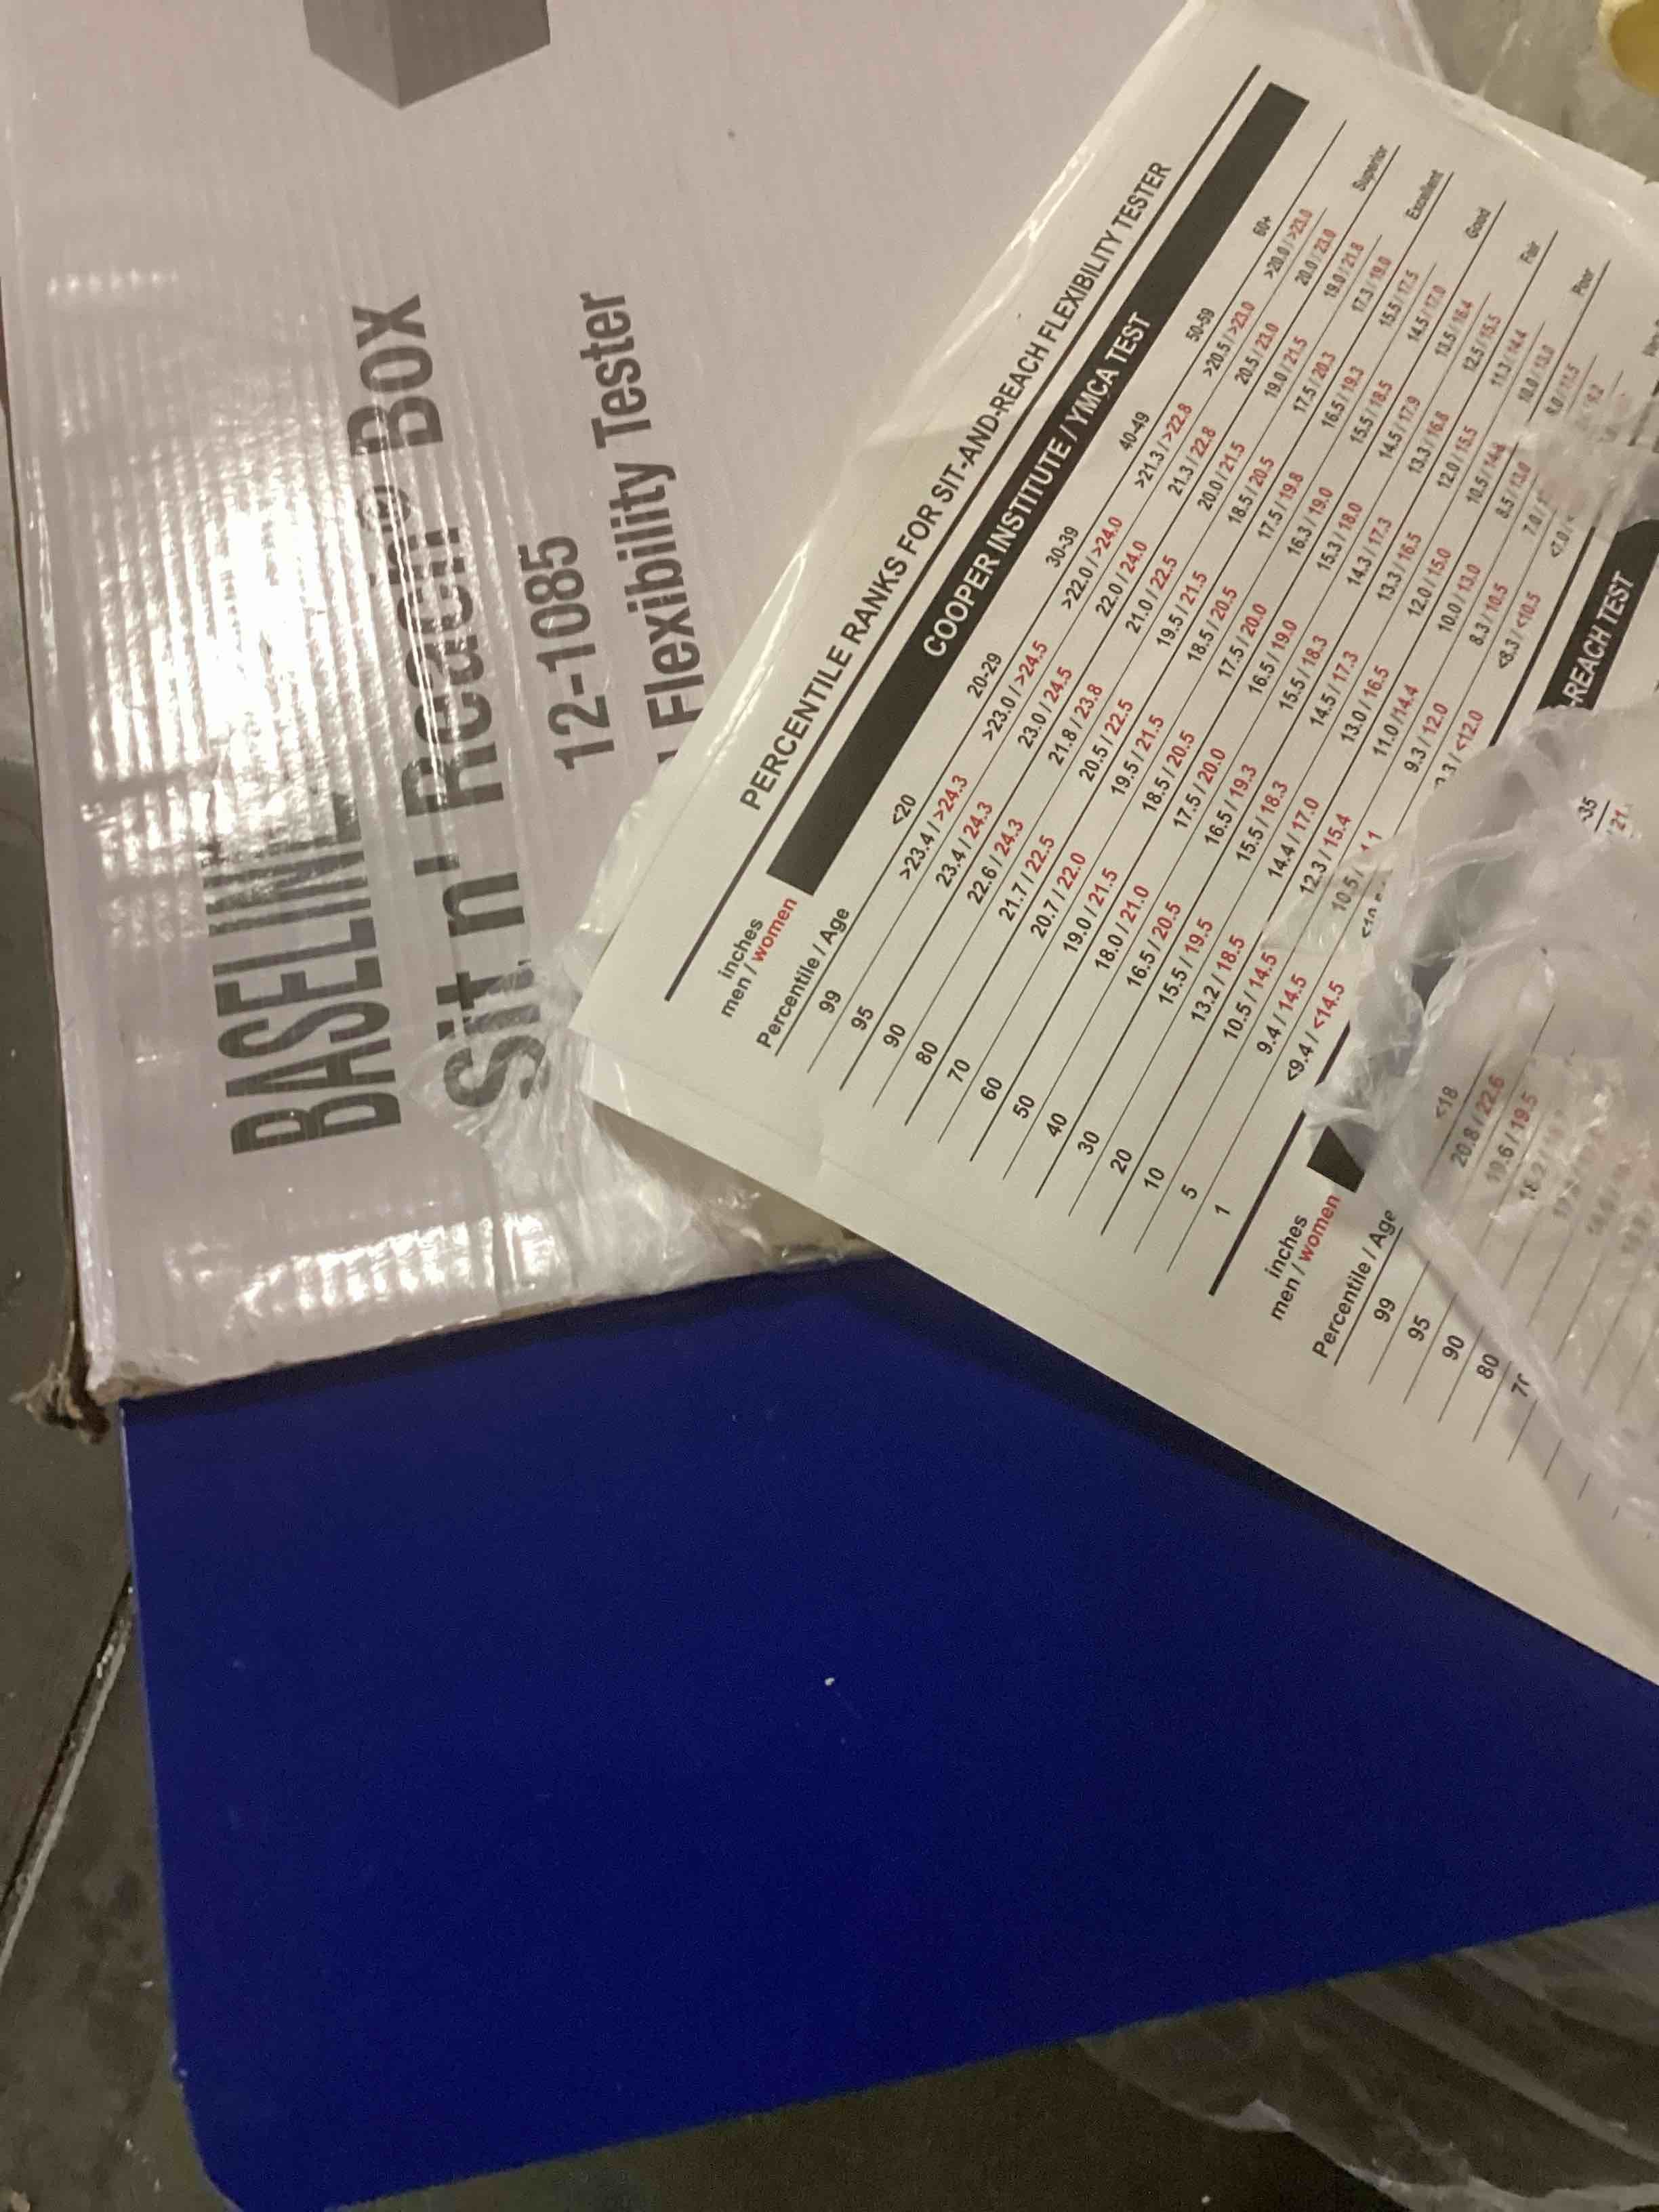 BASELINE
Sit n' Reach® Box
12-1085
Flexibility Tester
PERCENTILE RANKS FOR SIT-AND-REACH FLEXIBILITY TESTER
inches
men / women
COOPER INSTITUTE / YMCA TEST
Percentile / Age <20 20-29 30-39 40-49 50-59 60+
99 >23.4 / >24.3 >23.0 / >24.5 >22.0 / >24.0 >21.3 / >22.8 >20.5 / >23.0 >20.0 / >23.0
95 23.4 / 24.3 23.0 / 24.5 22.0 / 24.0 21.3 / 22.8 20.5 / 23.0 20.0 / 23.0 Superior
90 22.6 / 24.3 21.8 / 23.8 21.0 / 22.5 20.0 / 21.5 19.0 / 21.5 19.0 / 21.8
80 21.7 / 22.5 20.5 / 22.5 19.5 / 21.5 18.5 / 20.5 17.5 / 20.3 17.3 / 19.0 Excellent
70 20.7 / 22.0 19.5 / 21.5 18.5 / 20.5 17.5 / 19.8 16.5 / 19.3 15.5 / 17.5
60 19.0 / 21.5 18.5 / 20.5 17.5 / 20.0 16.3 / 19.0 15.5 / 18.5 14.5 / 17.0 Good
50 18.0 / 21.0 17.5 / 20.0 16.5 / 19.0 15.3 / 18.0 14.5 / 17.9 13.5 / 16.4
40 16.5 / 20.5 16.5 / 19.3 15.5 / 18.3 14.3 / 17.3 13.3 / 16.8 12.5 / 15.5 Fair
30 15.5 / 19.5 15.5 / 18.3 14.5 / 17.3 13.3 / 16.5 12.0 / 15.5 11.3 / 14.4
20 13.2 / 18.5 14.4 / 17.0 13.0 / 16.5 12.0 / 15.0 10.5 / 14.8 10.0 / 13.0 Poor
10 10.5 / 14.5 12.3 / 15.4 11.0 / 14.4 10.0 / 13.0 8.5 / 13.0 8.0 / 11.5
5 9.4 / 14.5 10.5 / 9.3 / 12.0 8.3 / 10.5 7.0 /
1 <9.4 / <14.5 <12.0 <8.3 / <10.5
inches
men / women
-REACH TEST
Percentile / Age <18
99 20.8 / 22.6
95 19.6 / 19.5
90
80